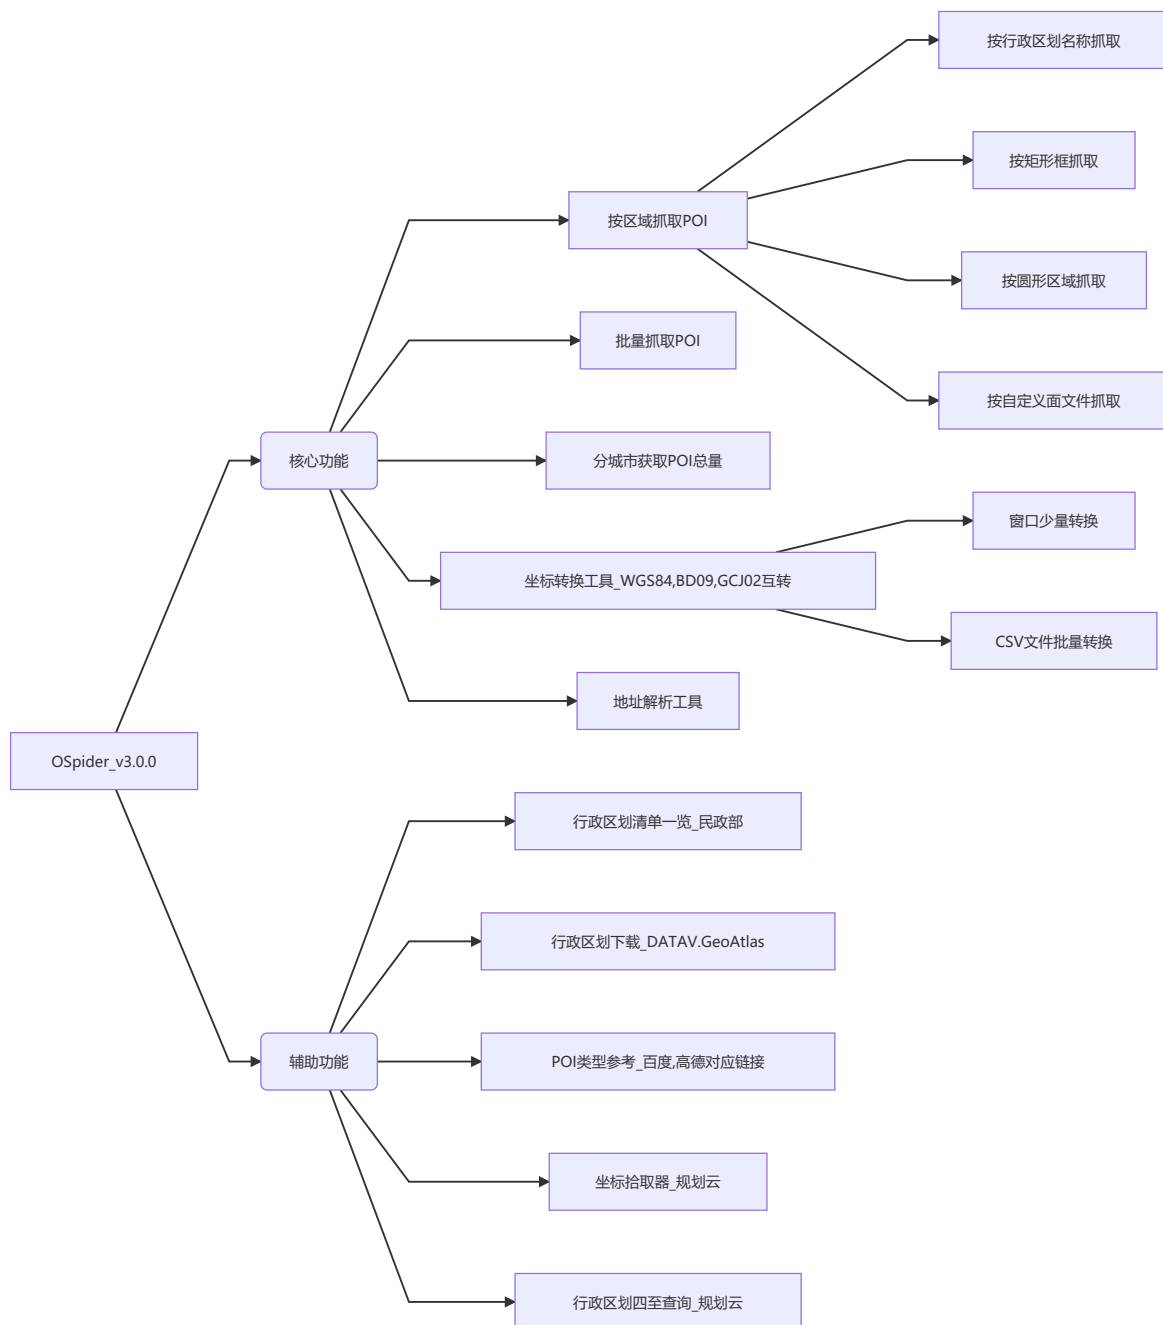 按行政区划名称抓取
按矩形框抓取
按区域抓取POI
按圆形区域抓取
批量抓取POI
按自定义面文件抓取
核心功能
分城市获取POI总量
窗口少量转换
坐标转换工具_WGS84,BD09,GCJ02互转
CSV文件批量转换
地址解析工具
OSpider_v3.0.0
行政区划清单一览_民政部
行政区划下载_DATAV.GeoAtlas
辅助功能
POI类型参考_百度,高德对应链接
坐标拾取器_规划云
行政区划四至查询_规划云